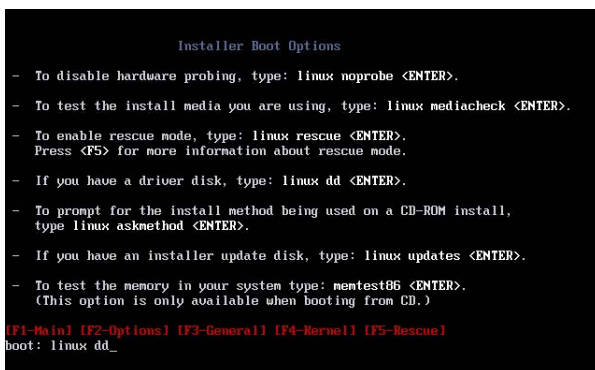 Installer Boot Options
- To disable hardware probing, type: linux noprobe <ENTER>.
- To test the install media you are using, type: linux mediacheck <ENTER>.
- To enable rescue mode, type: linux rescue <ENTER>.
Press <F5> for more information about rescue mode.
- If you have a driver disk, type: linux dd <ENTER>.
- To prompt for the install method being used on a CD-ROM install,
type linux askmethod <ENTER>.
- If you have an installer update disk, type: linux updates <ENTER>.
- To test the memory in your system type: memtest86 <ENTER>.
(This option is only available when booting from CD.)
[F1-Main] [F2-Options] [F3-General] [F4-Kernel] [F5-Rescue]
boot: linux dd_